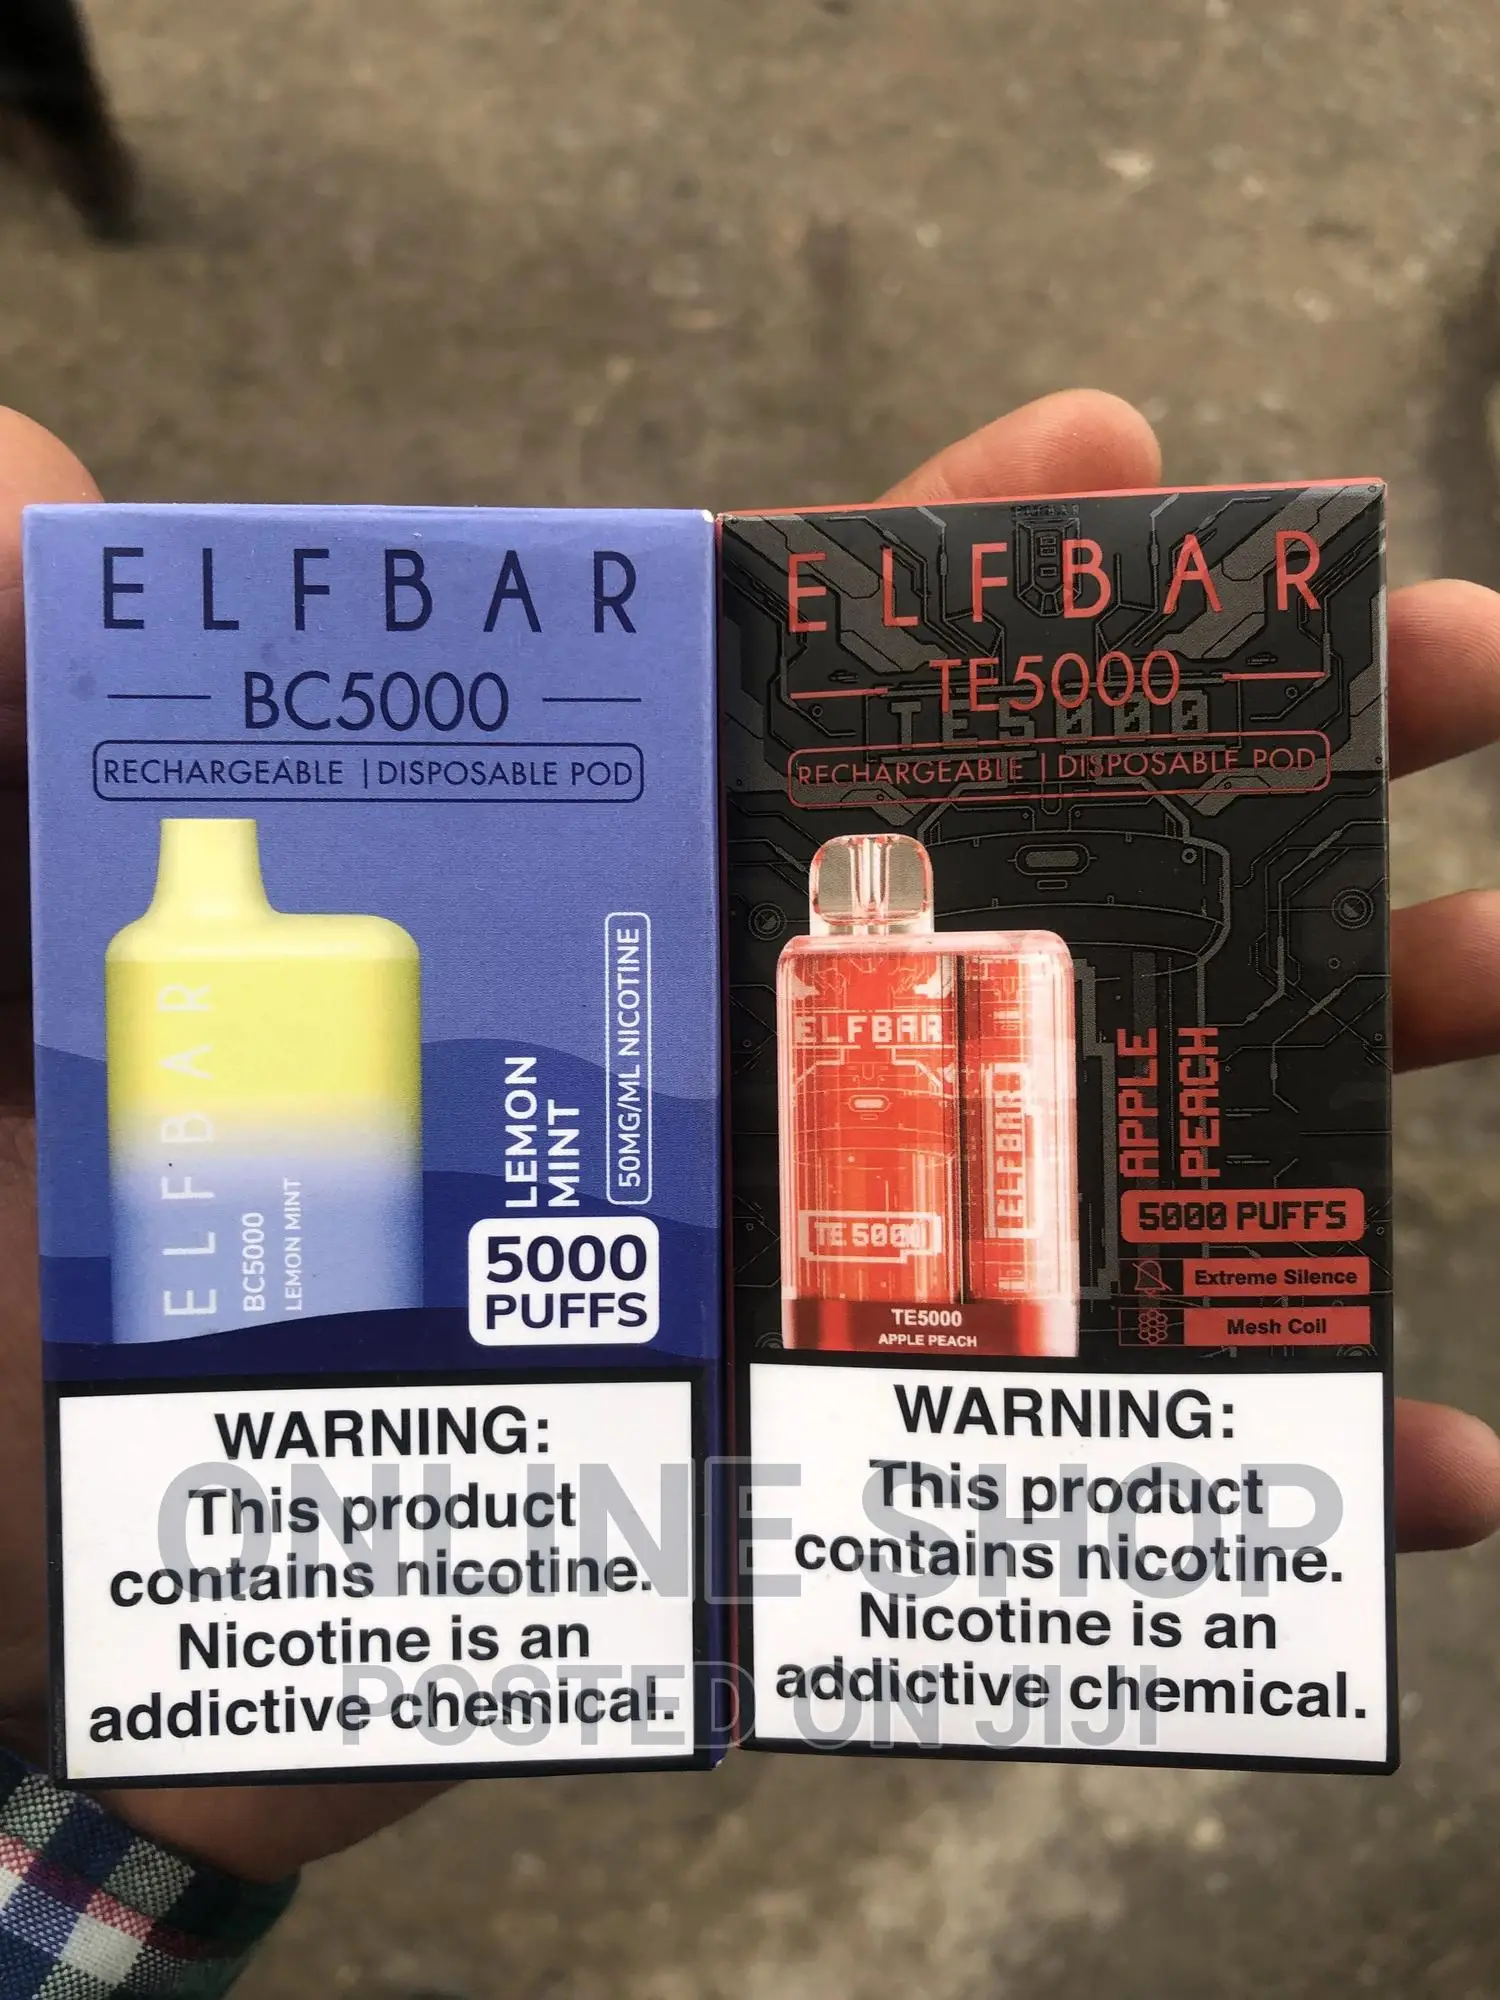 ELFBAR
BC5000
RECHARGEABLE | DISPOSABLE POD
ELFBAR
BC5000
LEMON MINT
LEMON
MINT
50MG/ML NICOTINE
5000
PUFFS
WARNING:
This product
contains nicotine.
Nicotine is an
addictive chemical.
ELFBAR
TE5000
TE5000
RECHARGEABLE | DISPOSABLE POD
ELFBAR
ELFBAR
TE5000
TE5000
APPLE PEACH
APPLE
PEACH
5000 PUFFS
Extreme Silence
Mesh Coil
WARNING:
This product
contains nicotine.
Nicotine is an
addictive chemical.
ONLINE SHOP
POSTED ON JIJI